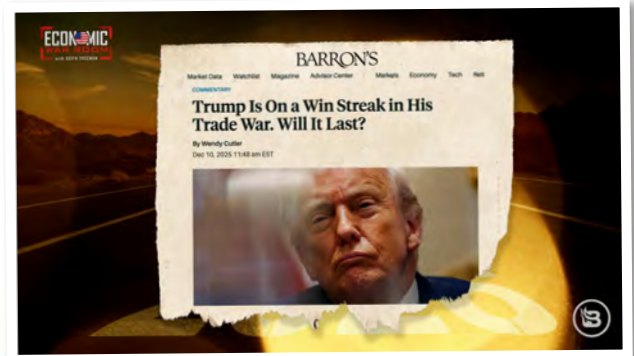 ECONOMIC
WAR ROOM
WITH KEVIN FREEMAN
BARRON'S
Market Data Watchlist Magazine Advisor Center Markets Economy Tech Reti
COMMENTARY
Trump Is On a Win Streak in His
Trade War. Will It Last?
By Wendy Cutler
Dec 10, 2025 11:48 am EST
B